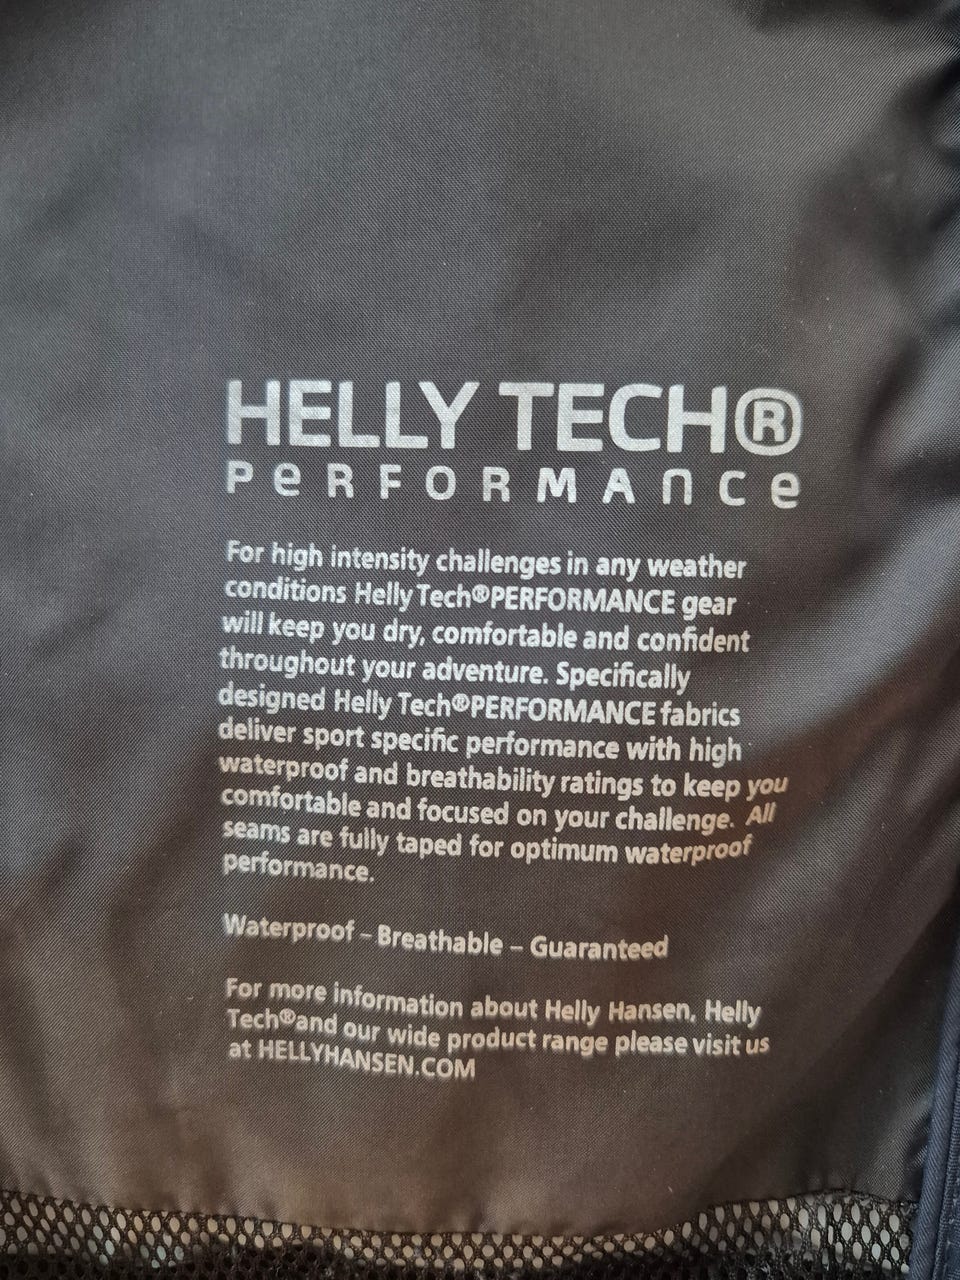 HELLY TECH®
PERFORMANCE
For high intensity challenges in any weather
conditions Helly Tech®PERFORMANCE gear
will keep you dry, comfortable and confident
throughout your adventure. Specifically
designed Helly Tech®PERFORMANCE fabrics
deliver sport specific performance with high
waterproof and breathability ratings to keep you
comfortable and focused on your challenge. All
seams are fully taped for optimum waterproof
performance.
Waterproof – Breathable – Guaranteed
For more information about Helly Hansen, Helly
Tech®and our wide product range please visit us
at HELLYHANSEN.COM